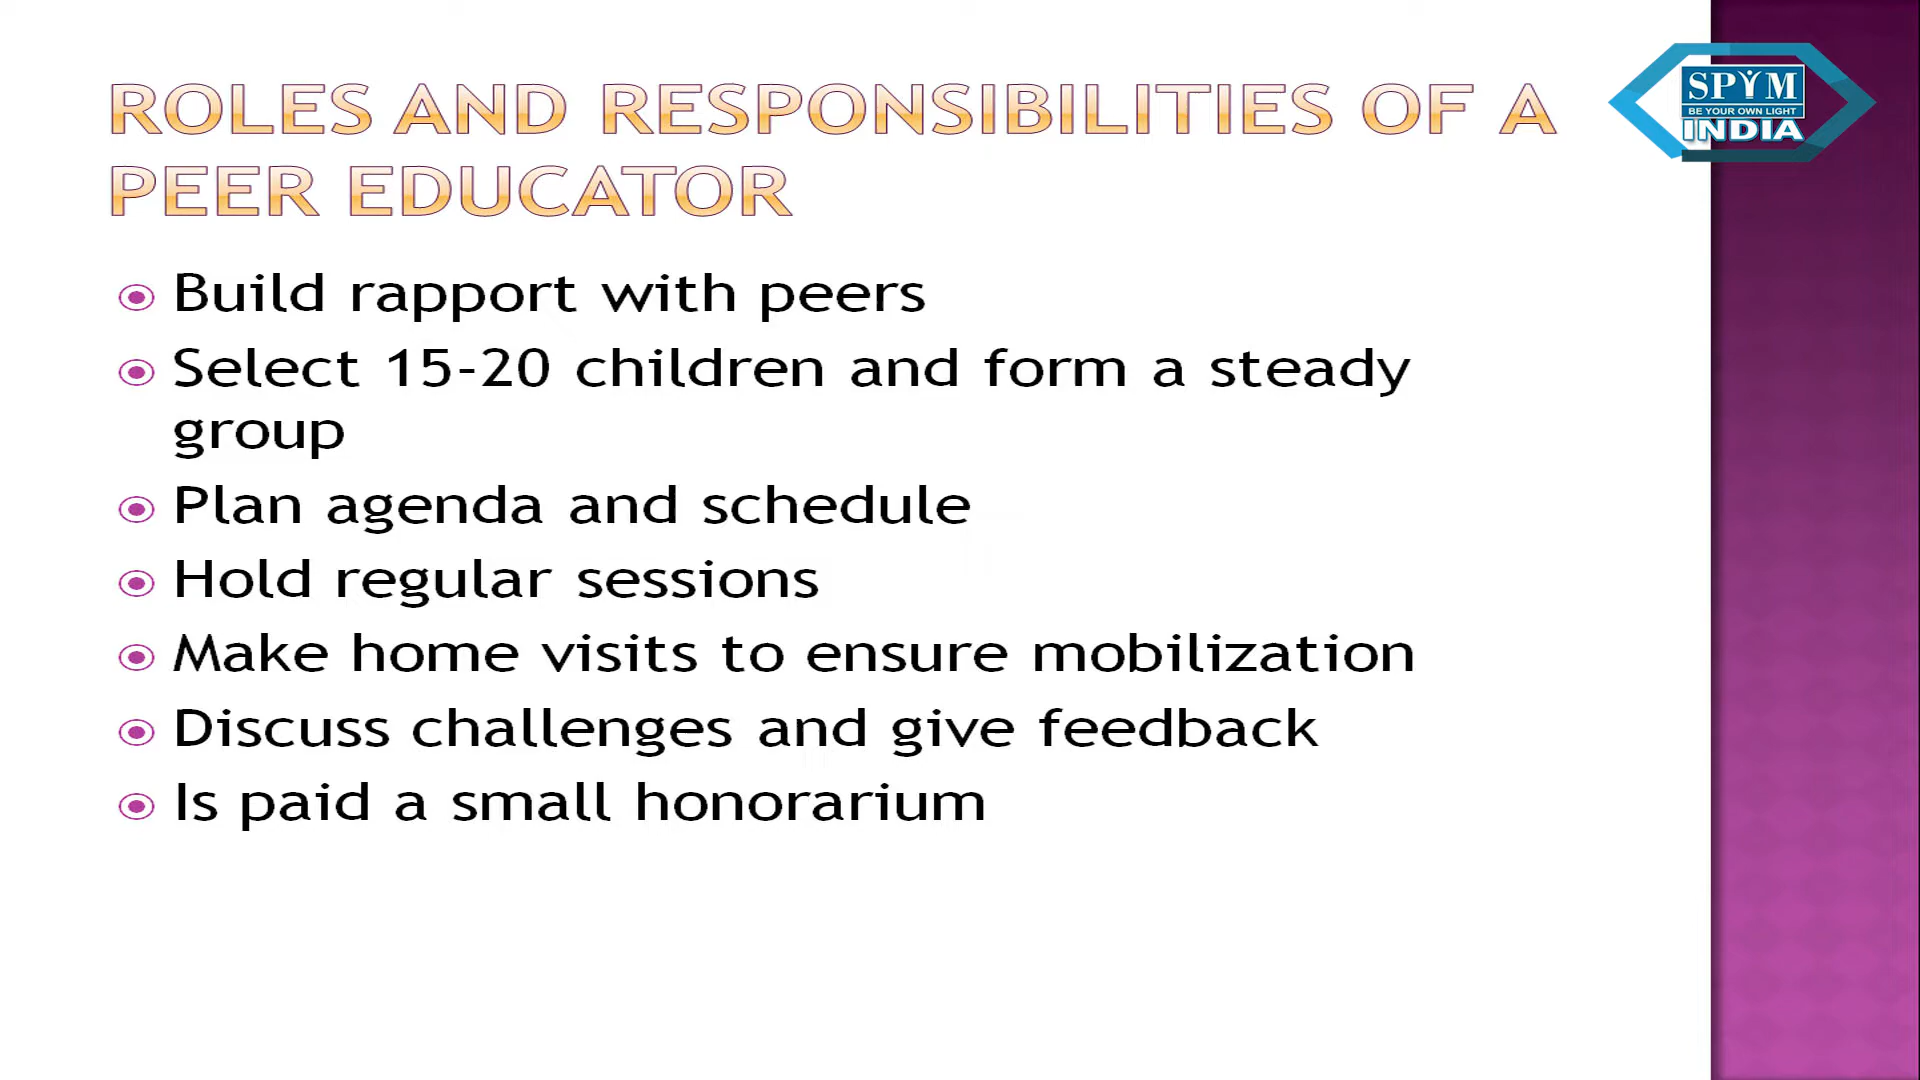 ROLES AND RESPONSIBILITIES OF A
PEER EDUCATOR
SPYM
BE YOUR OWN LIGHT
INDIA
Build rapport with peers
Select 15-20 children and form a steady
group
Plan agenda and schedule
Hold regular sessions
Make home visits to ensure mobilization
Discuss challenges and give feedback
Is paid a small honorarium